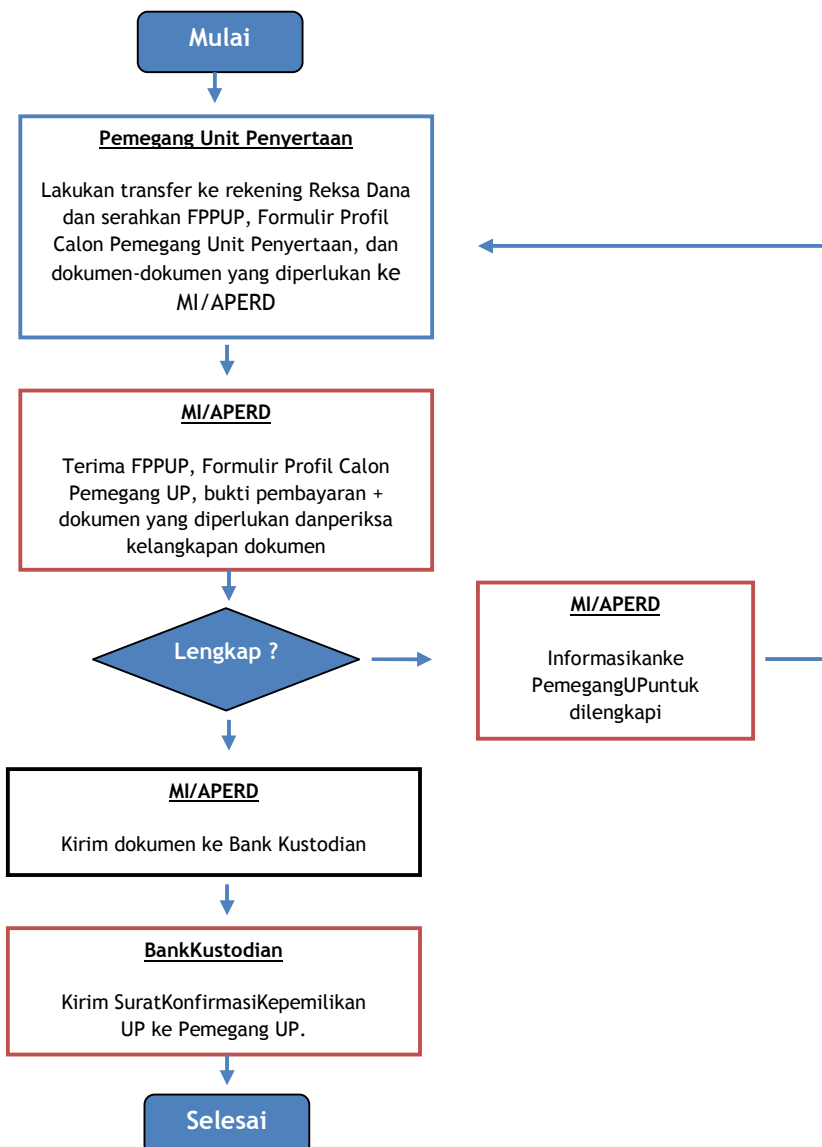 Mulai
Pemegang Unit Penyertaan
Lakukan transfer ke rekening Reksa Dana
dan serahkan FPPUP, Formulir Profil
Calon Pemegang Unit Penyertaan, dan
dokumen-dokumen yang diperlukan ke
MI/APERD
MI/APERD
Terima FPPUP, Formulir Profil Calon
Pemegang UP, bukti pembayaran +
dokumen yang diperlukan danperiksa
kelangkapan dokumen
Lengkap ?
MI/APERD
Informasikanke
PemegangUPuntuk
dilengkapi
MI/APERD
Kirim dokumen ke Bank Kustodian
BankKustodian
Kirim SuratKonfirmasiKepemilikan
UP ke Pemegang UP.
Selesai